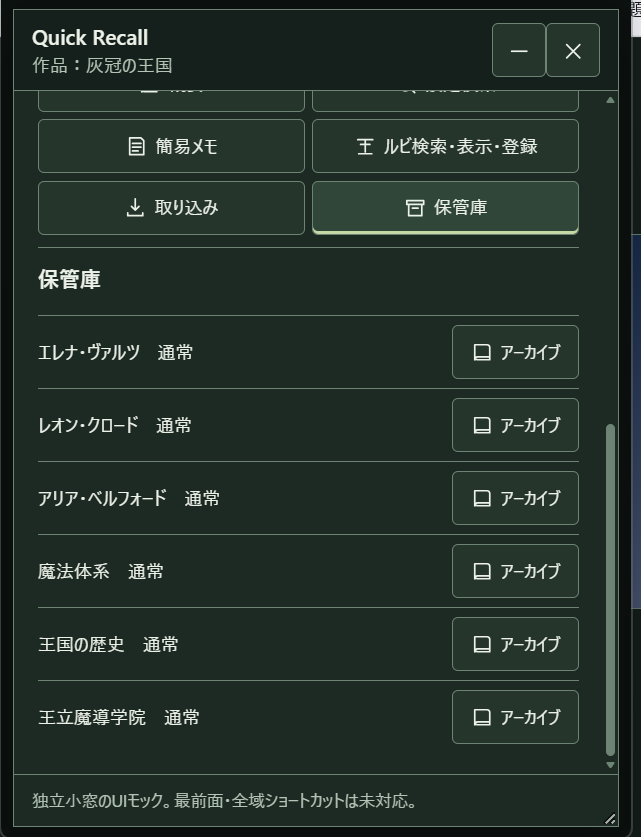 Quick Recall
作品：灰冠の王国
簡易メモ
ルビ検索・表示・登録
取り込み
保管庫
保管庫
エレナ・ヴァルツ　通常
アーカイブ
レオン・クロード　通常
アーカイブ
アリア・ベルフォード　通常
アーカイブ
魔法体系　通常
アーカイブ
王国の歴史　通常
アーカイブ
王立魔導学院　通常
アーカイブ
独立小窓のUIモック。最前面・全域ショートカットは未対応。